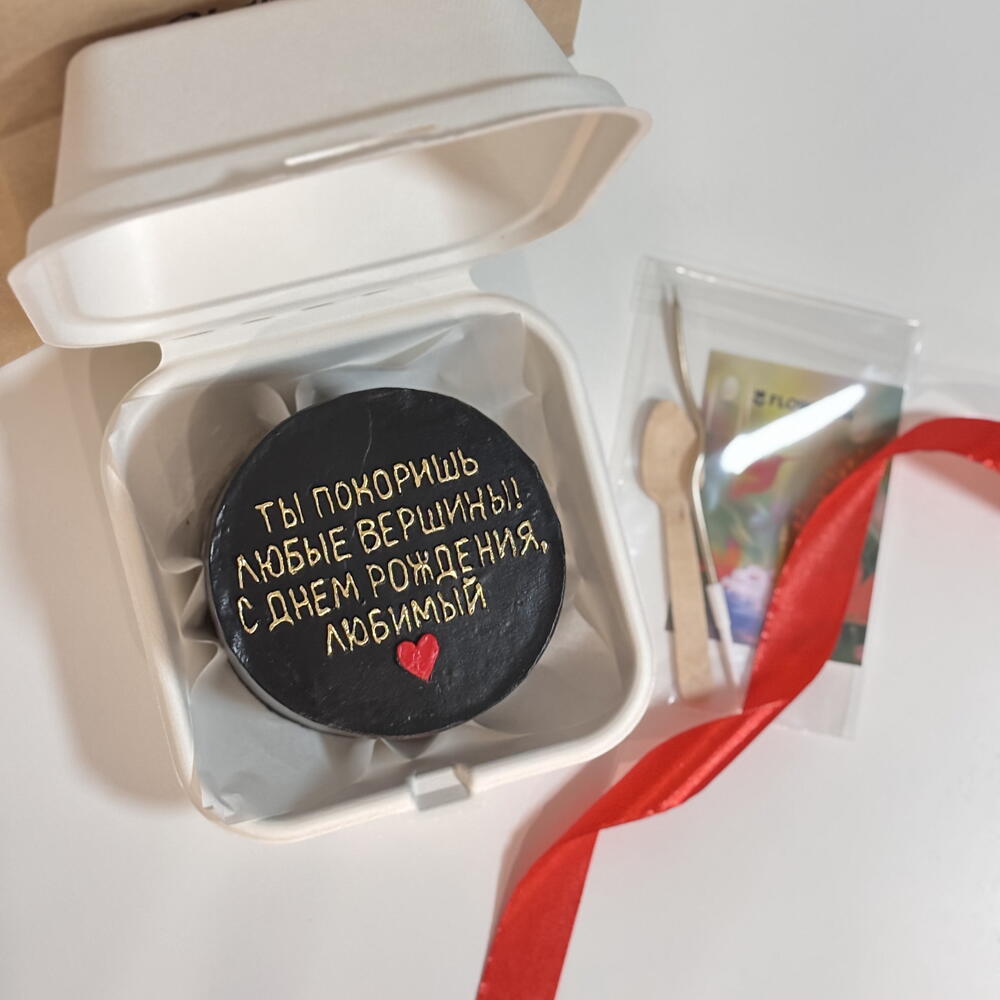 ТЫ ПОКОРИШЬ
ЛЮБЫЕ ВЕРШИНЫ!
С ДНЕМ РОЖДЕНИЯ,
ЛЮБИМЫЙ